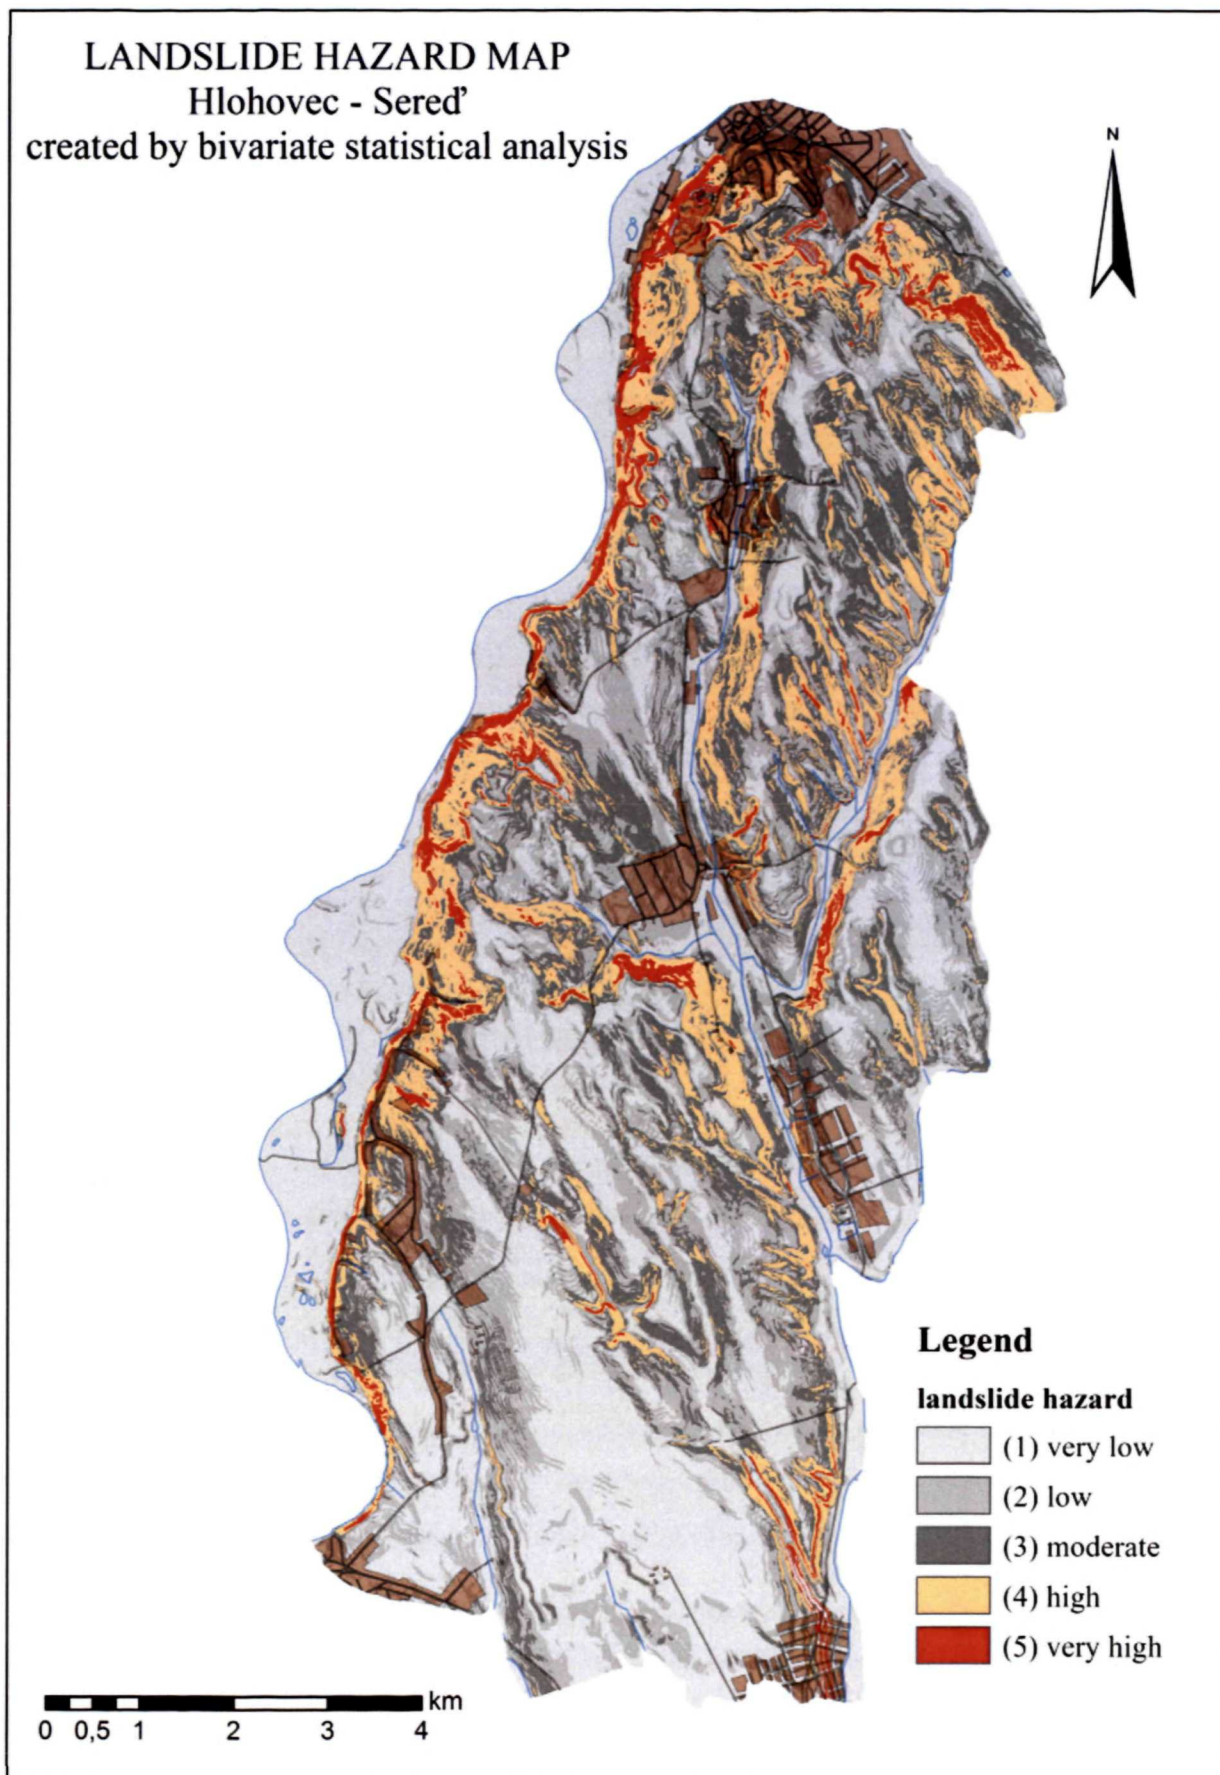 LANDSLIDE HAZARD MAP
Hlohovec - Sereď
created by bivariate statistical analysis
N
Legend
landslide hazard
(1) very low
(2) low
(3) moderate
(4) high
(5) very high
km
0 0,5 1 2 3 4